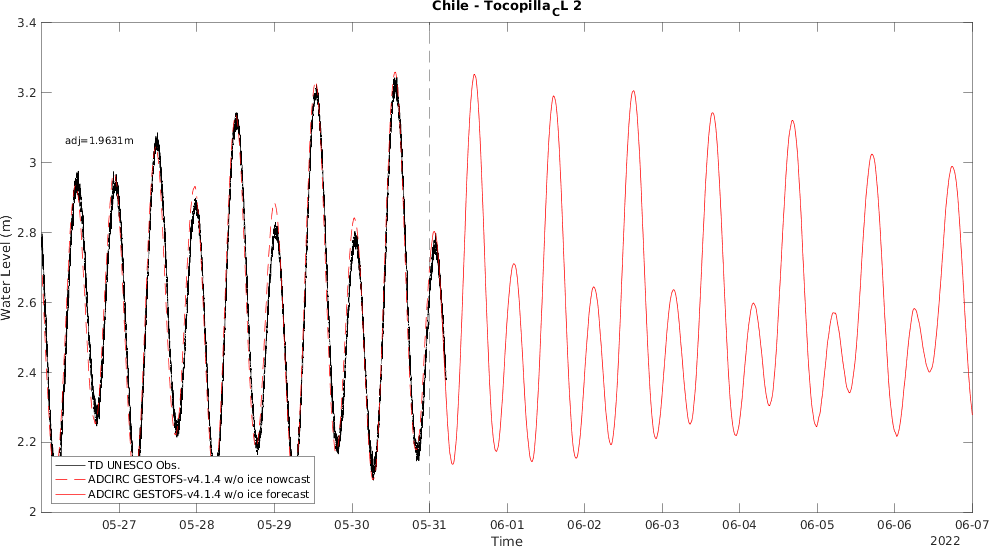 Chile - Tocopilla_CL 2
3.4
3.2
3
2.8
2.6
2.4
2.2
2
Water Level (m)
adj=1.9631m
TD UNESCO Obs.
ADCIRC GESTOFS-v4.1.4 w/o ice nowcast
ADCIRC GESTOFS-v4.1.4 w/o ice forecast
05-27 05-28 05-29 05-30 05-31 06-01 06-02 06-03 06-04 06-05 06-06 06-07
Time
2022